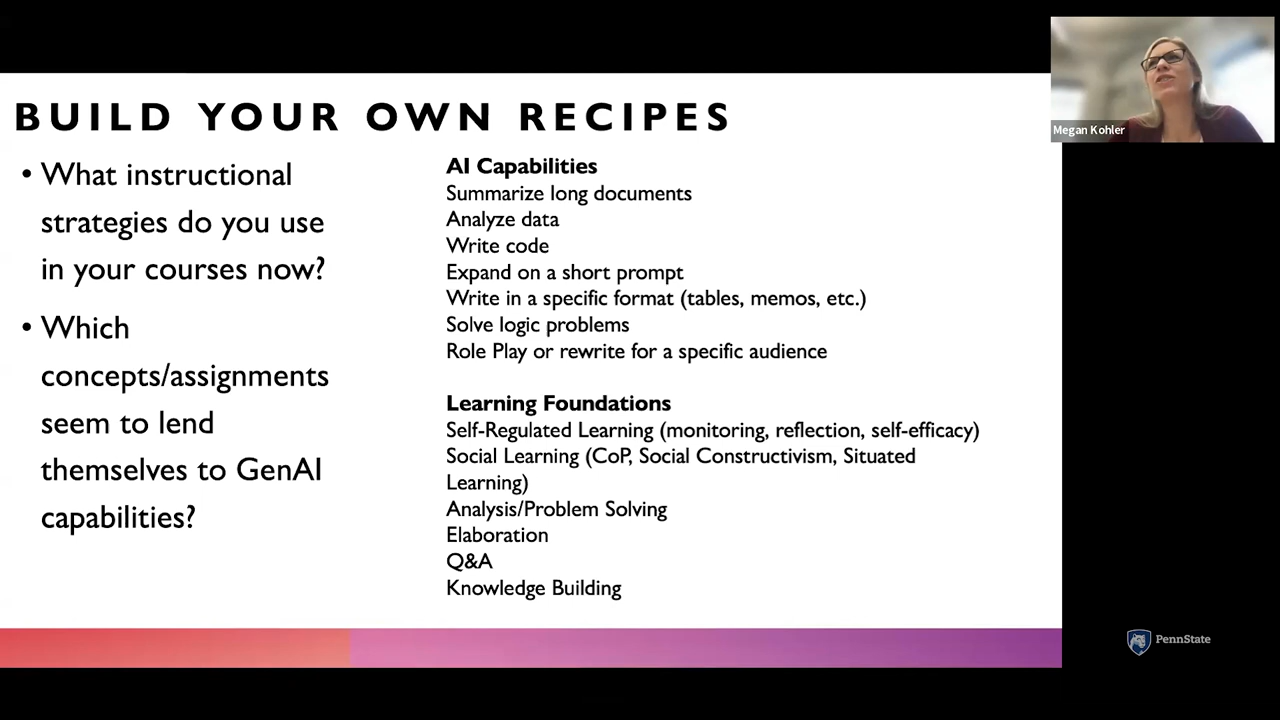 BUILD YOUR OWN RECIPES
• What instructional
strategies do you use
in your courses now?
• Which
concepts/assignments
seem to lend
themselves to GenAI
capabilities?
AI Capabilities
Summarize long documents
Analyze data
Write code
Expand on a short prompt
Write in a specific format (tables, memos, etc.)
Solve logic problems
Role Play or rewrite for a specific audience
Learning Foundations
Self-Regulated Learning (monitoring, reflection, self-efficacy)
Social Learning (CoP, Social Constructivism, Situated
Learning)
Analysis/Problem Solving
Elaboration
Q&A
Knowledge Building
Megan Kohler
PennState